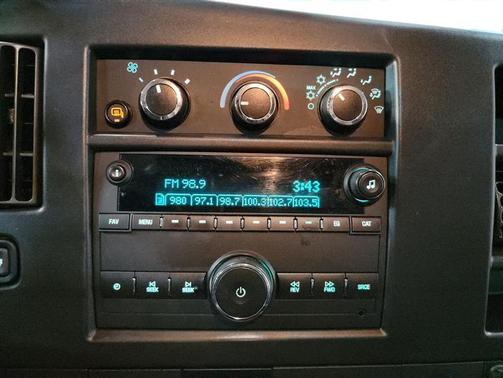 MAX
FM 98.9 3:43
980 97.1 98.7 100.3 102.7 103.5
FAV MENU CAT
SEEK SEEK REV FWD SRCE